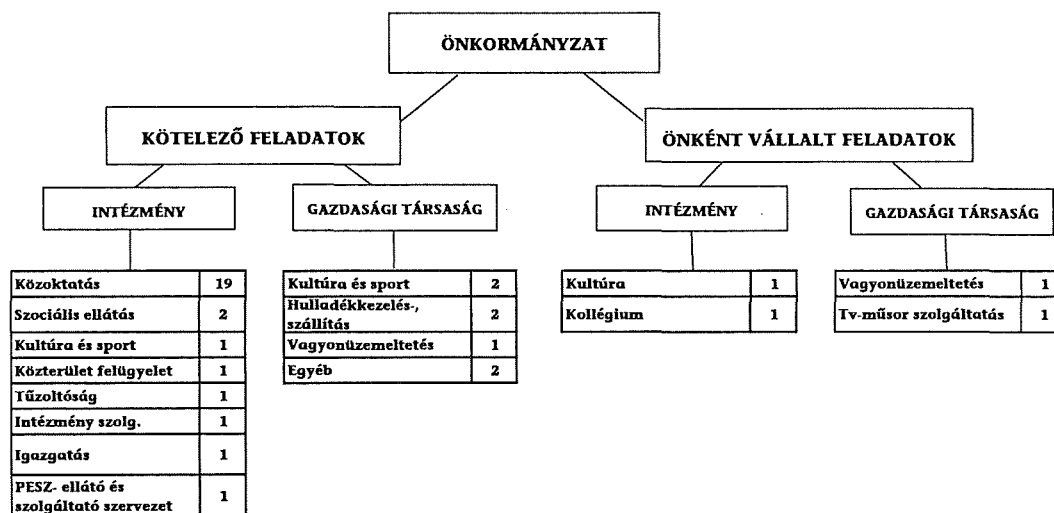 ÖNKORMÁNYZAT
KÖTELEZŐ FELADATOK
ÖNKÉNT VÁLLALT FELADATOK
INTÉZMÉNY
GAZDASÁGI TÁRSASÁG
INTÉZMÉNY
GAZDASÁGI TÁRSASÁG
Közoktatás 19
Szociális ellátás 2
Kultúra és sport 1
Közterület felügyelet 1
Tűzoltóság 1
Intézmény szolg. 1
Igazgatás 1
PESZ- ellátó és
szolgáltató szervezet 1
Kultúra és sport 2
Hulladékkezelés-,
szállítás 2
Vagyonüzemeltetés 1
Egyéb 2
Kultúra 1
Kollégium 1
Vagyonüzemeltetés 1
Tv-műsor szolgáltatás 1